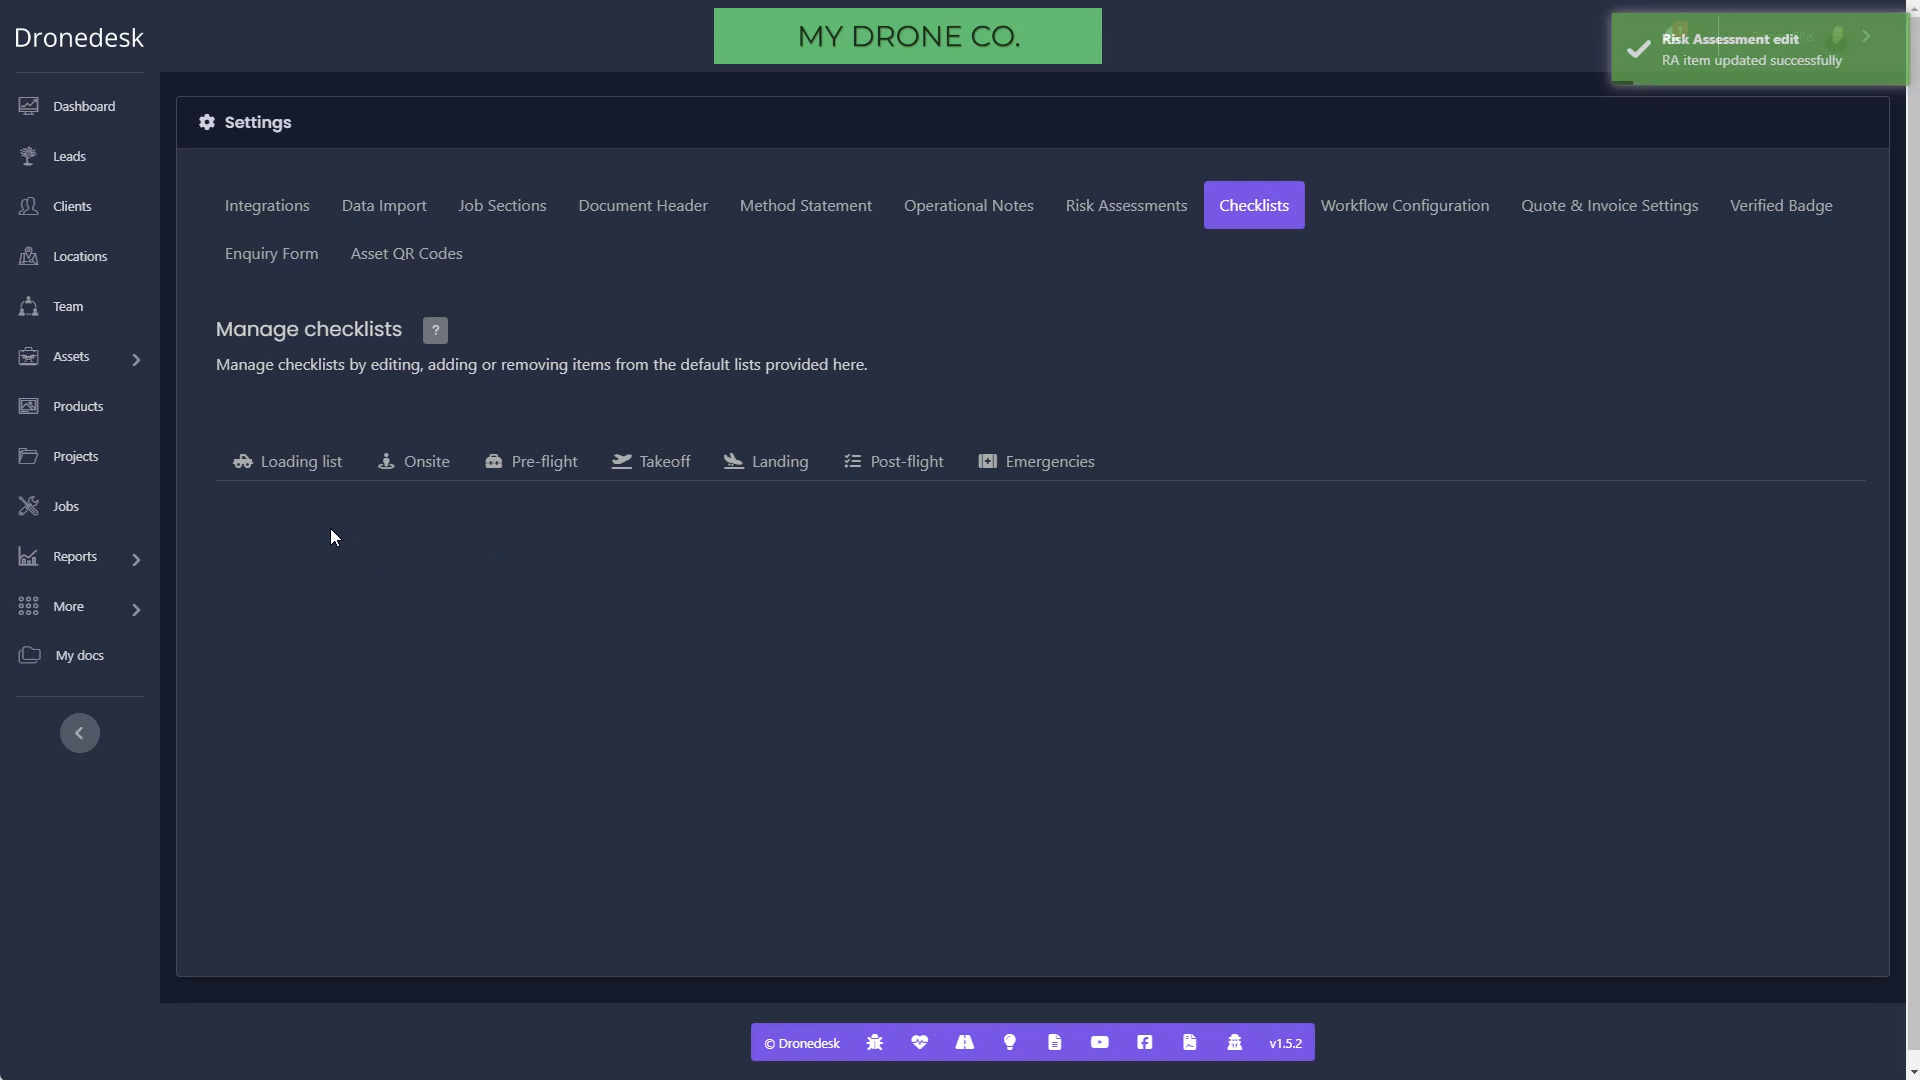 Dronedesk
MY DRONE CO.
Risk Assessment edit
RA item updated successfully
Dashboard
Leads
Clients
Locations
Team
Assets
Products
Projects
Jobs
Reports
More
My docs
Settings
Integrations Data Import Job Sections Document Header Method Statement Operational Notes Risk Assessments Checklists Workflow Configuration Quote & Invoice Settings Verified Badge
Enquiry Form Asset QR Codes
Manage checklists ?
Manage checklists by editing, adding or removing items from the default lists provided here.
Loading list Onsite Pre-flight Takeoff Landing Post-flight Emergencies
© Dronedesk v1.5.2